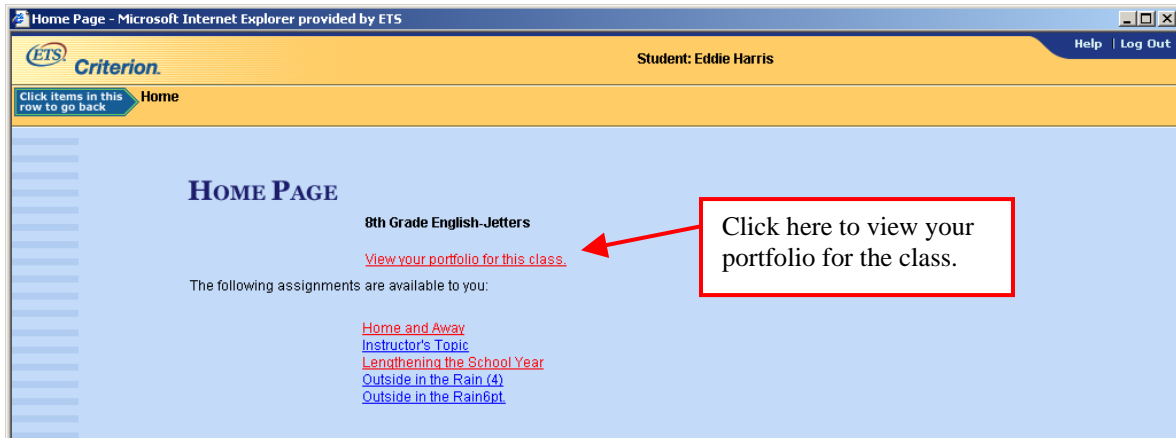 Home Page - Microsoft Internet Explorer provided by ETS
ETS Criterion.
Student: Eddie Harris
Help | Log Out
Click items in this
row to go back
Home
HOME PAGE
8th Grade English-Jetters
View your portfolio for this class.
Click here to view your
portfolio for the class.
The following assignments are available to you:
Home and Away
Instructor's Topic
Lengthening the School Year
Outside in the Rain (4)
Outside in the Rain6pt.